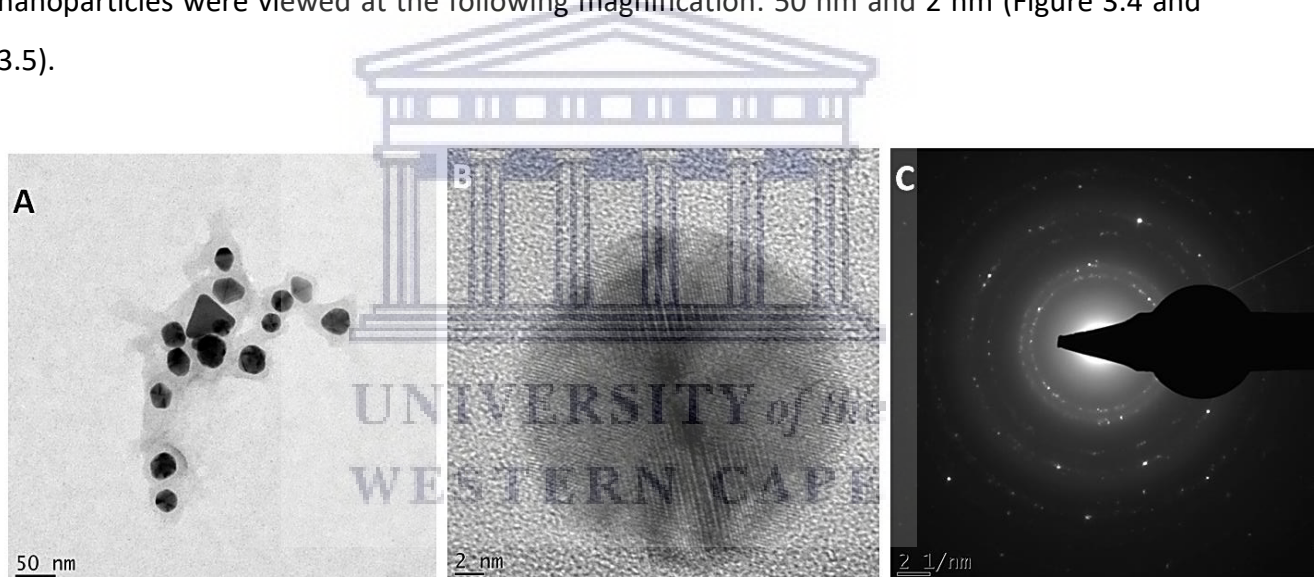 nanoparticles were viewed at the following magnification: 50 nm and 2 nm (Figure 3.4 and
3.5).
A
B
C
UNIVERSITY of the
WESTERN CAPE
50 nm
2 nm
2 1/nm